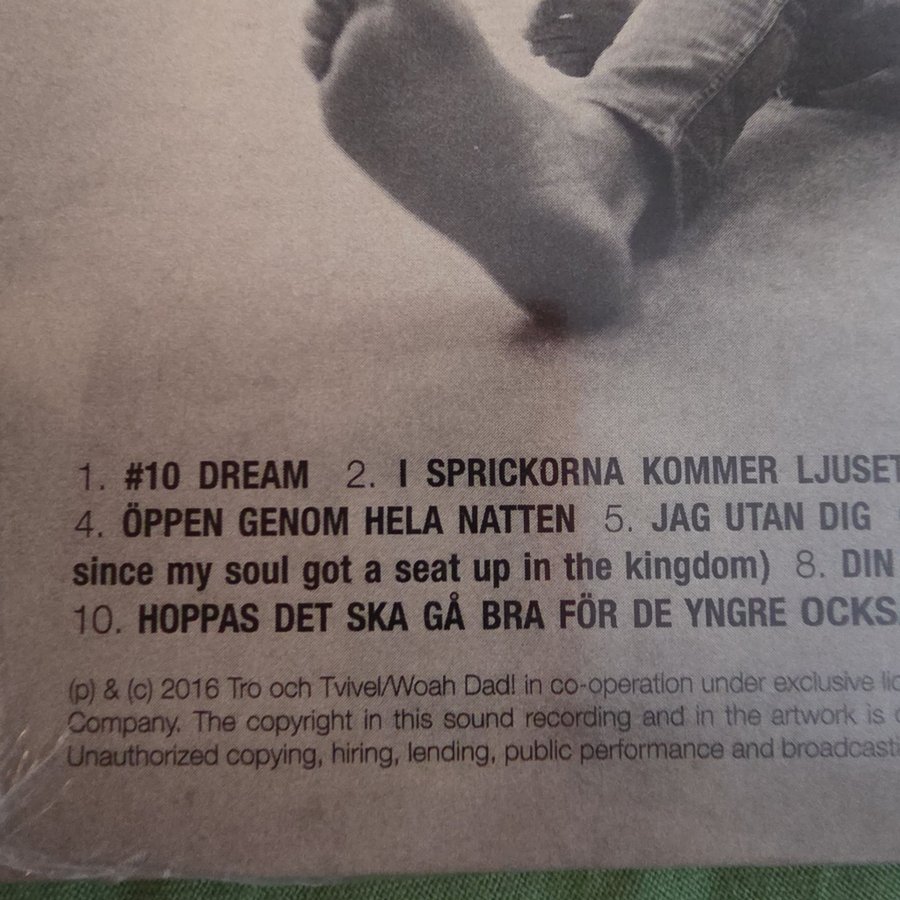 1. #10 DREAM 2. I SPRICKORNA KOMMER LJUSET
4. ÖPPEN GENOM HELA NATTEN 5. JAG UTAN DIG
since my soul got a seat up in the kingdom) 8. DIN
10. HOPPAS DET SKA GÅ BRA FÖR DE YNGRE OCKS
(p) & (c) 2016 Tro och Tvivel/Woah Dad! in co-operation under exclusive lic
Company. The copyright in this sound recording and in the artwork is
Unauthorized copying, hiring, lending, public performance and broadcasti